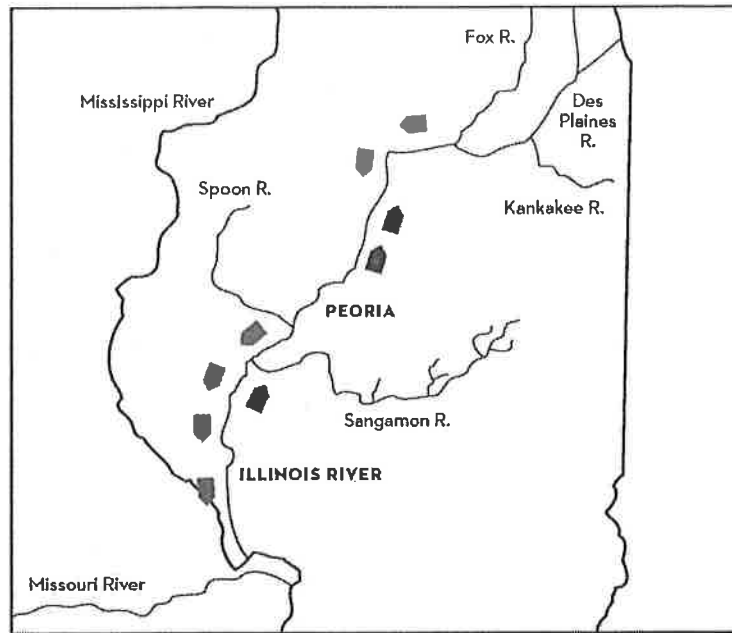 Fox R.
Mississippi River
Des
Plaines
R.
Spoon R.
Kankakee R.
PEORIA
Sangamon R.
ILLINOIS RIVER
Missouri River